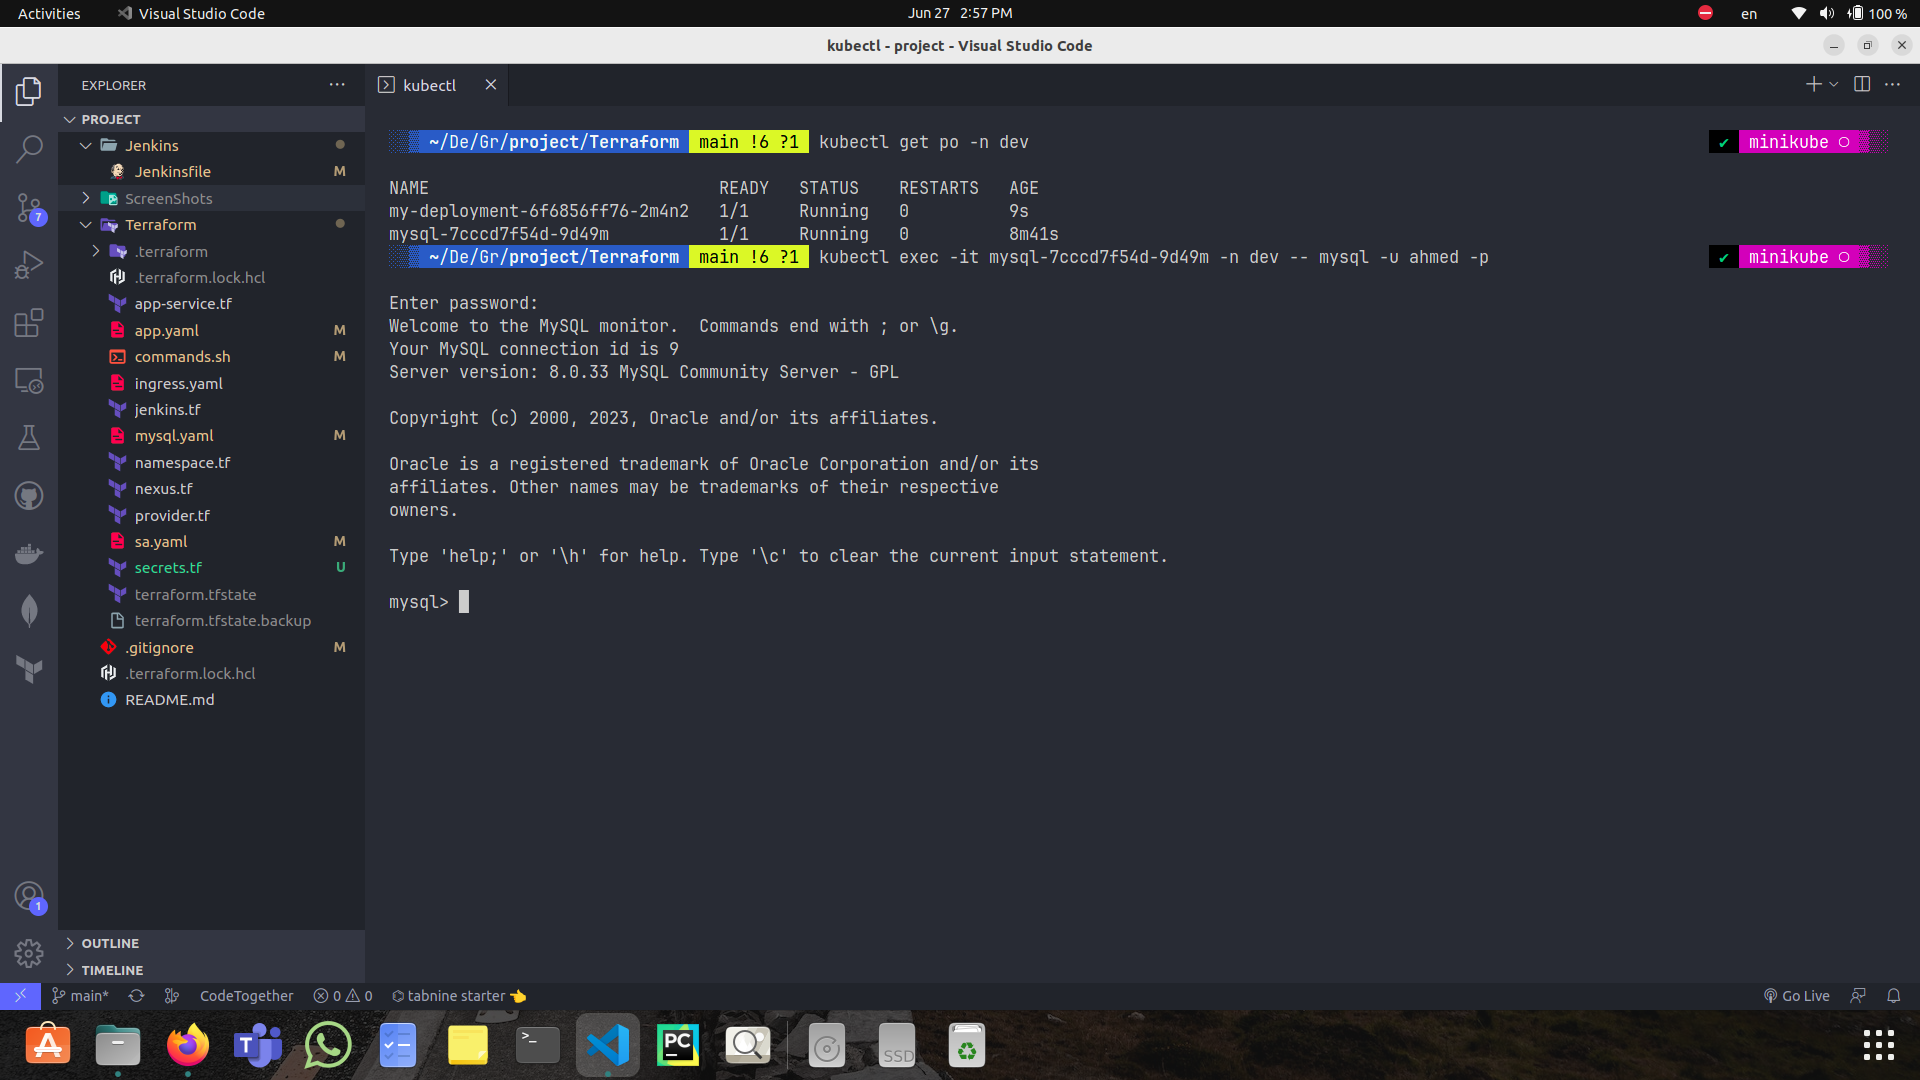 Activities
Visual Studio Code
Jun 27 2:57 PM
en
100 %
kubectl - project - Visual Studio Code
EXPLORER
PROJECT
Jenkins
Jenkinsfile M
ScreenShots
7
Terraform
.terraform
.terraform.lock.hcl
app-service.tf
app.yaml M
commands.sh M
ingress.yaml
jenkins.tf
mysql.yaml M
namespace.tf
nexus.tf
provider.tf
sa.yaml M
secrets.tf U
terraform.tfstate
terraform.tfstate.backup
.gitignore M
.terraform.lock.hcl
README.md
1
OUTLINE
TIMELINE
kubectl
~/De/Gr/project/Terraform main !6 ?1 kubectl get po -n dev ✔ minikube
NAME READY STATUS RESTARTS AGE
my-deployment-6f6856ff76-2m4n2 1/1 Running 0 9s
mysql-7cccd7f54d-9d49m 1/1 Running 0 8m41s
~/De/Gr/project/Terraform main !6 ?1 kubectl exec -it mysql-7cccd7f54d-9d49m -n dev -- mysql -u ahmed -p ✔ minikube
Enter password:
Welcome to the MySQL monitor.  Commands end with ; or \g.
Your MySQL connection id is 9
Server version: 8.0.33 MySQL Community Server - GPL
Copyright (c) 2000, 2023, Oracle and/or its affiliates.
Oracle is a registered trademark of Oracle Corporation and/or its
affiliates. Other names may be trademarks of their respective
owners.
Type 'help;' or '\h' for help. Type '\c' to clear the current input statement.
mysql>
main*
CodeTogether
0
0
tabnine starter
Go Live
T
>_
PC
SSD